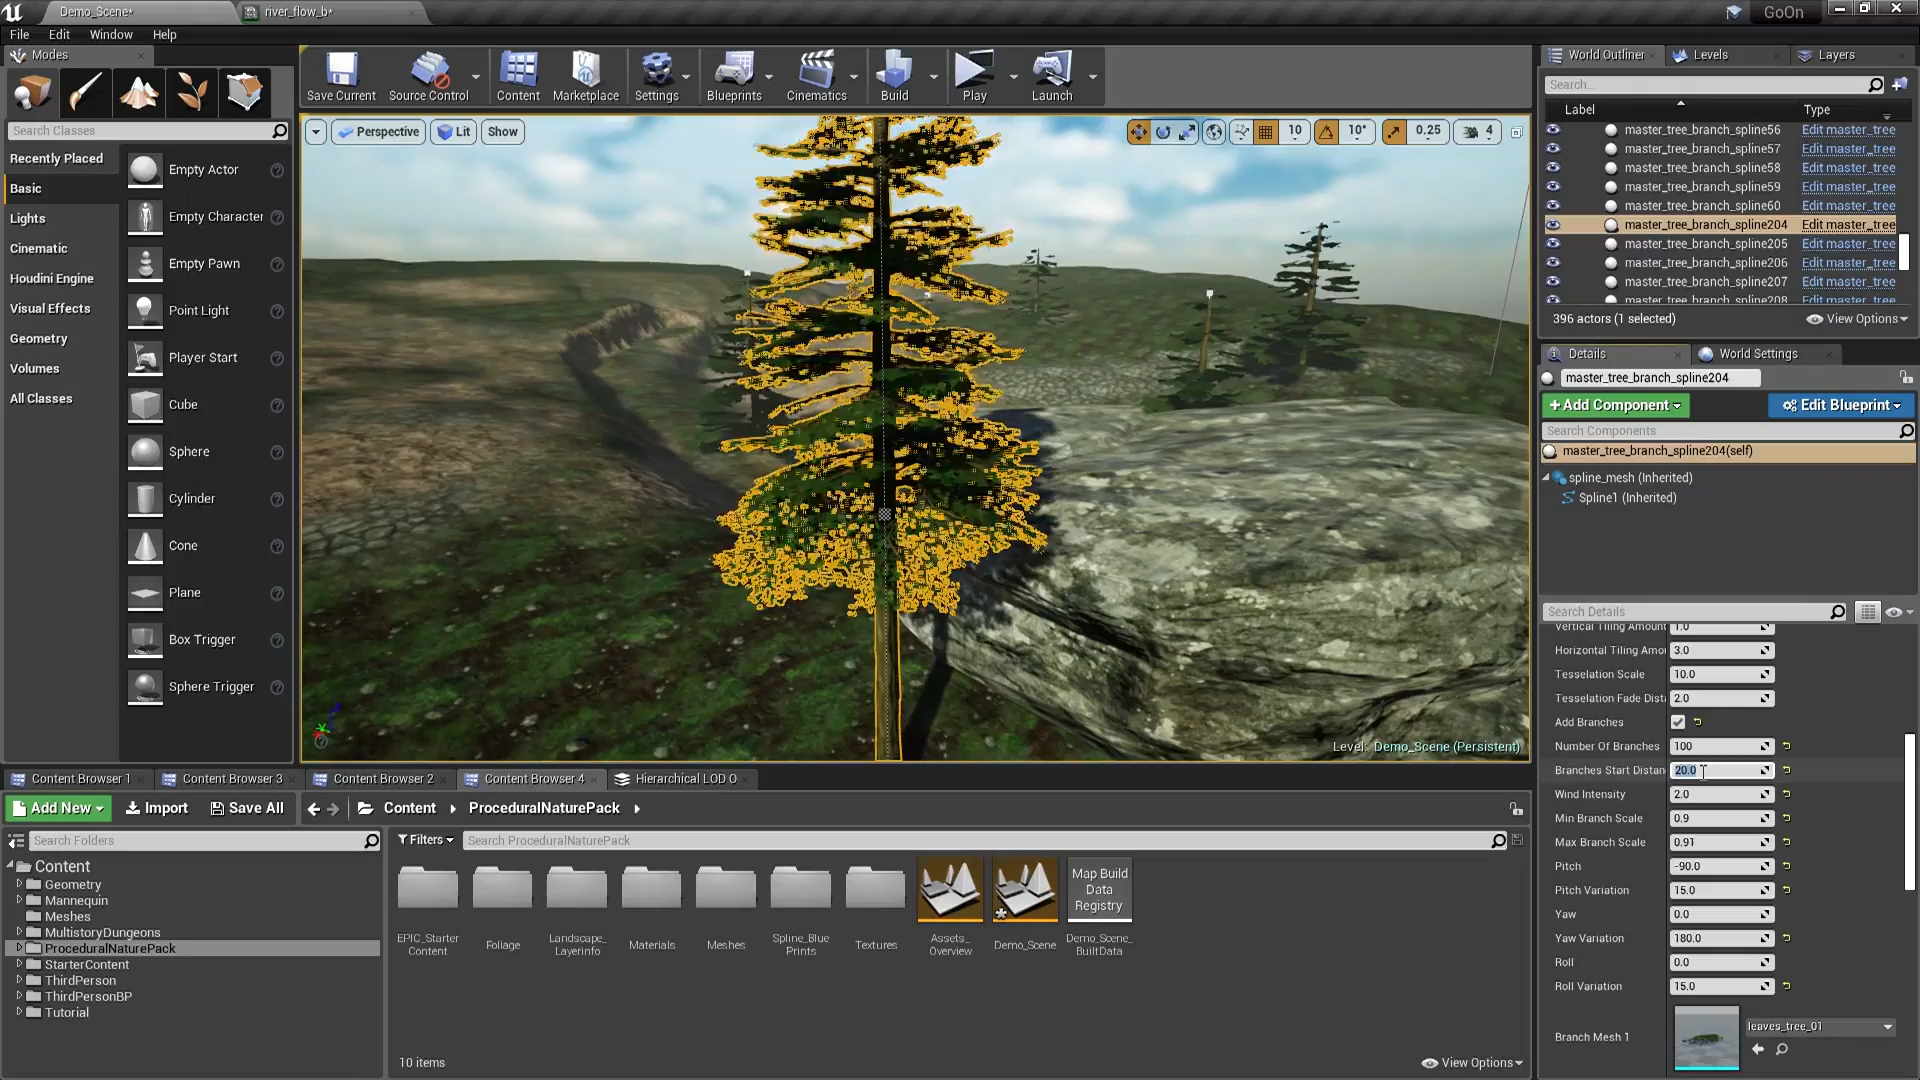 Demo_Scene*
river_flow_b*
GoOn
File Edit Window Help
Modes
Search Classes
Recently Placed
Basic
Lights
Cinematic
Houdini Engine
Visual Effects
Geometry
Volumes
All Classes
Empty Actor
Empty Character
Empty Pawn
Point Light
Player Start
Cube
Sphere
Cylinder
Cone
Plane
Box Trigger
Sphere Trigger
Save Current
Source Control
Content
Marketplace
Settings
Blueprints
Cinematics
Build
Play
Launch
Perspective Lit Show
10 10° 0.25 4
Level: Demo_Scene (Persistent)
World Outliner Levels Layers
Search...
Label Type
master_tree_branch_spline56 Edit master_tree
master_tree_branch_spline57 Edit master_tree
master_tree_branch_spline58 Edit master_tree
master_tree_branch_spline59 Edit master_tree
master_tree_branch_spline60 Edit master_tree
master_tree_branch_spline204 Edit master_tree
master_tree_branch_spline205 Edit master_tree
master_tree_branch_spline206 Edit master_tree
master_tree_branch_spline207 Edit master_tree
master_tree_branch_spline208 Edit master_tree
396 actors (1 selected) View Options
Details World Settings
master_tree_branch_spline204
+Add Component Edit Blueprint
Search Components
master_tree_branch_spline204(self)
spline_mesh (Inherited)
Spline1 (Inherited)
Search Details
Vertical Tiling Amount 1.0
Horizontal Tiling Amo 3.0
Tesselation Scale 10.0
Tesselation Fade Dista 2.0
Add Branches
Number Of Branches 100
Branches Start Distan 20.0
Wind Intensity 2.0
Min Branch Scale 0.9
Max Branch Scale 0.91
Pitch -90.0
Pitch Variation 15.0
Yaw 0.0
Yaw Variation 180.0
Roll 0.0
Roll Variation 15.0
Branch Mesh 1 leaves_tree_01
Content Browser 1 Content Browser 3 Content Browser 2 Content Browser 4 Hierarchical LOD O
Add New Import Save All Content ProceduralNaturePack
Search Folders
Content
Geometry
Mannequin
Meshes
MultistoryDungeons
ProceduralNaturePack
StarterContent
ThirdPerson
ThirdPersonBP
Tutorial
Filters Search ProceduralNaturePack
EPIC_Starter
Content
Foliage
Landscape_
Layerinfo
Materials
Meshes
Spline_Blue
Prints
Textures
Assets_
Overview
Demo_Scene
Map Build
Data
Registry
Demo_Scene_
BuiltData
10 items View Options